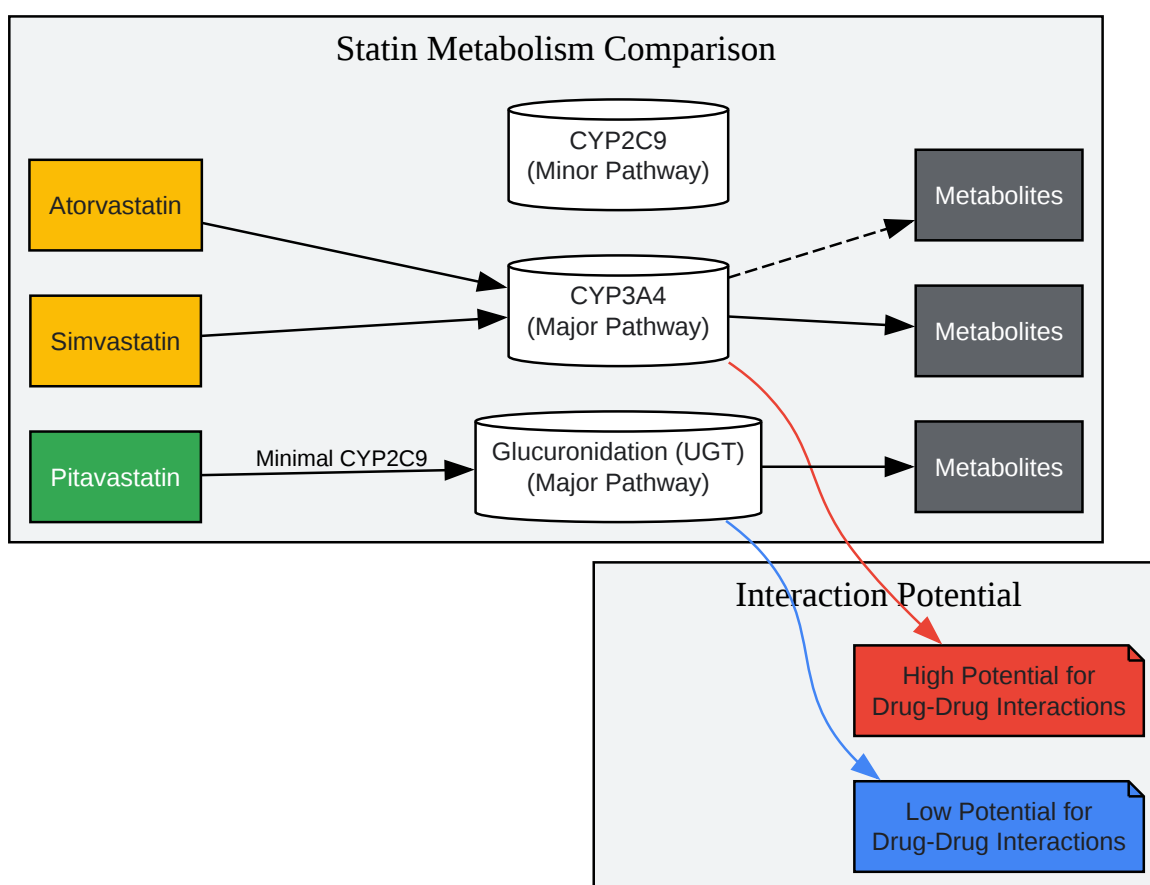 Statin Metabolism Comparison
CYP2C9
(Minor Pathway)
Atorvastatin
Metabolites
CYP3A4
(Major Pathway)
Simvastatin
Metabolites
Pitavastatin
Minimal CYP2C9
Glucuronidation (UGT)
(Major Pathway)
Metabolites
Interaction Potential
High Potential for
Drug-Drug Interactions
Low Potential for
Drug-Drug Interactions